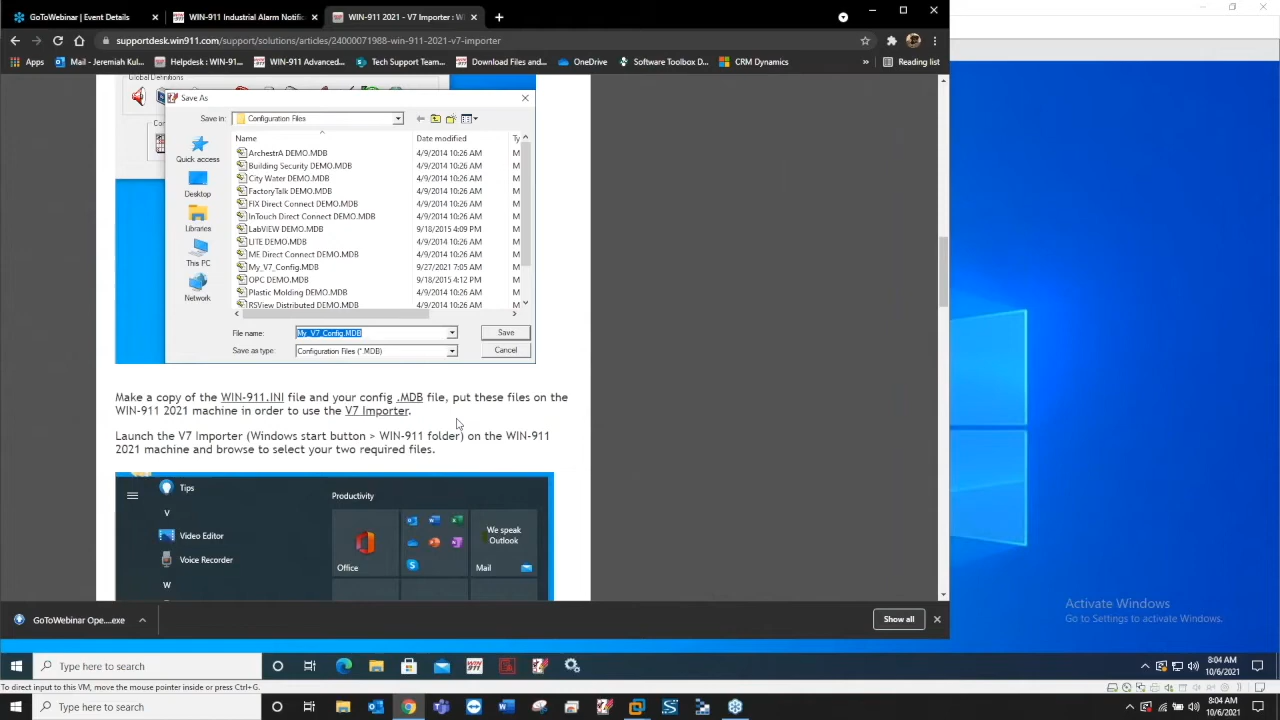 GoToWebinar | Event Details
WIN-911 Industrial Alarm Notific
WIN-911 2021 - V7 Importer : WI
supportdesk.win911.com/support/solutions/articles/24000071988-win-911-2021-v7-importer
Apps
Mail - Jeremiah Kul...
Helpdesk : WIN-91...
WIN-911 Advanced...
Tech Support Team...
Download Files and...
OneDrive
Software Toolbox D...
CRM Dynamics
»
Reading list
Global Definitions
Save As
Save in:
Configuration Files
Name
Date modified
Ty
Quick access
Desktop
Libraries
This PC
Network
ArchestrA DEMO.MDB 4/9/2014 10:26 AM M
Building Security DEMO.MDB 4/9/2014 10:26 AM M
City Water DEMO.MDB 4/9/2014 10:26 AM M
FactoryTalk DEMO.MDB 4/9/2014 10:26 AM M
FIX Direct Connect DEMO.MDB 4/9/2014 10:26 AM M
InTouch Direct Connect DEMO.MDB 4/9/2014 10:26 AM M
LabVIEW DEMO.MDB 9/18/2015 4:09 PM M
LITE DEMO.MDB 4/9/2014 10:26 AM M
ME Direct Connect DEMO.MDB 4/9/2014 10:26 AM M
My_V7_Config.MDB 9/27/2021 7:05 AM M
OPC DEMO.MDB 9/18/2015 4:12 PM M
Plastic Molding DEMO.MDB 4/9/2014 10:26 AM M
RSView Distributed DEMO.MDB 4/9/2014 10:26 AM M
File name: My_V7_Config.MDB Save
Save as type: Configuration Files (*.MDB) Cancel
Make a copy of the WIN-911.INI file and your config .MDB file, put these files on the
WIN-911 2021 machine in order to use the V7 Importer.
Launch the V7 Importer (Windows start button > WIN-911 folder) on the WIN-911
2021 machine and browse to select your two required files.
Tips
V
Video Editor
Voice Recorder
W
Productivity
Office
We speak
Outlook
Mail
GoToWebinar Ope....exe
Show all
Activate Windows
Go to Settings to activate Windows.
Type here to search
8:04 AM
10/6/2021
To direct input to this VM, move the mouse pointer inside or press Ctrl+G.
Type here to search
8:04 AM
10/6/2021